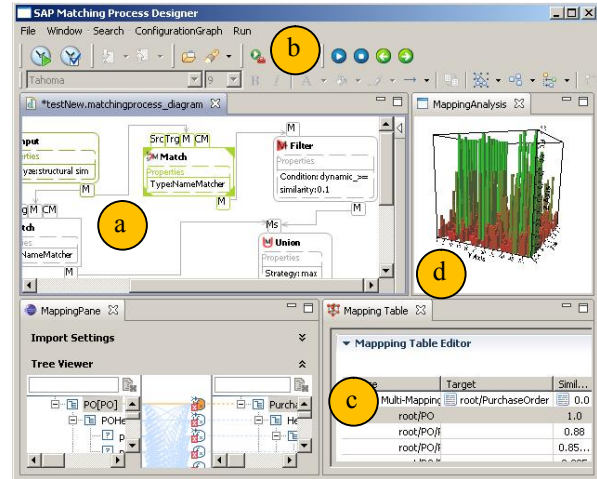 SAP Matching Process Designer
File Window Search ConfigurationGraph Run
b
Tahoma 9 B I A
*testNew.matchingprocess_diagram
MappingAnalysis
nput
operties
Type:structural sim
M
Src Trg M CM
Match
Properties
Type:NameMatcher
M
M
Filter
Properties
Condition: dynamic_>=
similarity:0.1
M
g M CM
tch
NameMatcher
M
a
Ms
Union
Properties
Strategy: max
Y Axis
d
MappingPane
Import Settings
Tree Viewer
PO[PO]
POHe
p
Purcha
He
Mapping Table
Mappping Table Editor
Target Simil...
c
Multi-Mapping root/PurchaseOrder 0.0
root/PO 1.0
root/PO/P 0.88
root/PO/P 0.85...